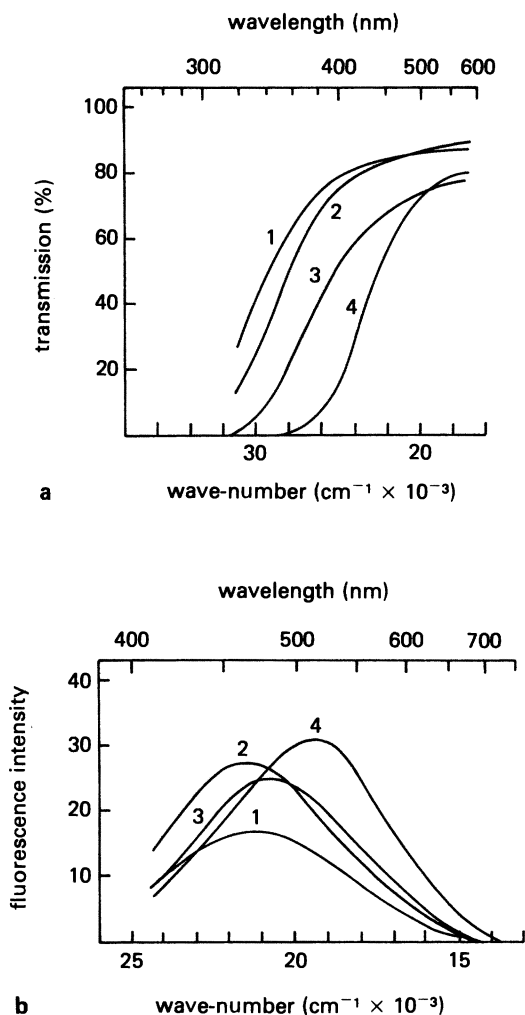 wavelength (nm)
300 400 500 600
100
80
60
40
20
transmission (%)
1
2
3
4
30 20
a wave-number (cm⁻¹ × 10⁻³)
wavelength (nm)
400 500 600 700
40
30
20
10
fluorescence intensity
4
2
3 1
25 20 15
b wave-number (cm⁻¹ × 10⁻³)